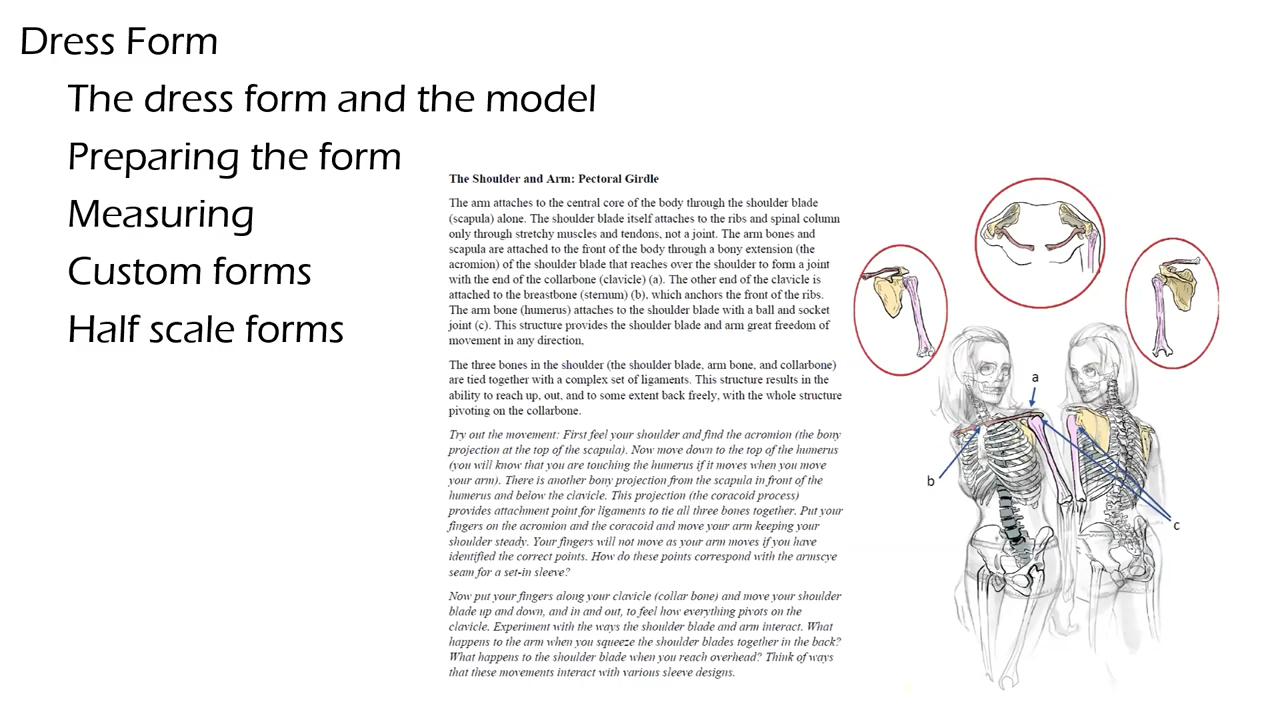 Dress Form
The dress form and the model
Preparing the form
Measuring
Custom forms
Half scale forms
The Shoulder and Arm: Pectoral Girdle
The arm attaches to the central core of the body through the shoulder blade
(scapula) alone. The shoulder blade itself attaches to the ribs and spinal column
only through stretchy muscles and tendons, not a joint. The arm bones and
scapula are attached to the front of the body through a bony extension (the
acromion) of the shoulder blade that reaches over the shoulder to form a joint
with the end of the collarbone (clavicle) (a). The other end of the clavicle is
attached to the breastbone (sternum) (b), which anchors the front of the ribs.
The arm bone (humerus) attaches to the shoulder blade with a ball and socket
joint (c). This structure provides the shoulder blade and arm great freedom of
movement in any direction,
The three bones in the shoulder (the shoulder blade, arm bone, and collarbone)
are tied together with a complex set of ligaments. This structure results in the
ability to reach up, out, and to some extent back freely, with the whole structure
pivoting on the collarbone.
Try out the movement: First feel your shoulder and find the acromion (the bony
projection at the top of the scapula). Now move down to the top of the humerus
(you will know that you are touching the humerus if it moves when you move
your arm). There is another bony projection from the scapula in front of the
humerus and below the clavicle. This projection (the coracoid process)
provides attachment point for ligaments to tie all three bones together. Put your
fingers on the acromion and the coracoid and move your arm keeping your
shoulder steady. Your fingers will not move as your arm moves if you have
identified the correct points. How do these points correspond with the armscye
seam for a set-in sleeve?
Now put your fingers along your clavicle (collar bone) and move your shoulder
blade up and down, and in and out, to feel how everything pivots on the
clavicle. Experiment with the ways the shoulder blade and arm interact. What
happens to the arm when you squeeze the shoulder blades together in the back?
What happens to the shoulder blade when you reach overhead? Think of ways
that these movements interact with various sleeve designs.
a
b
c